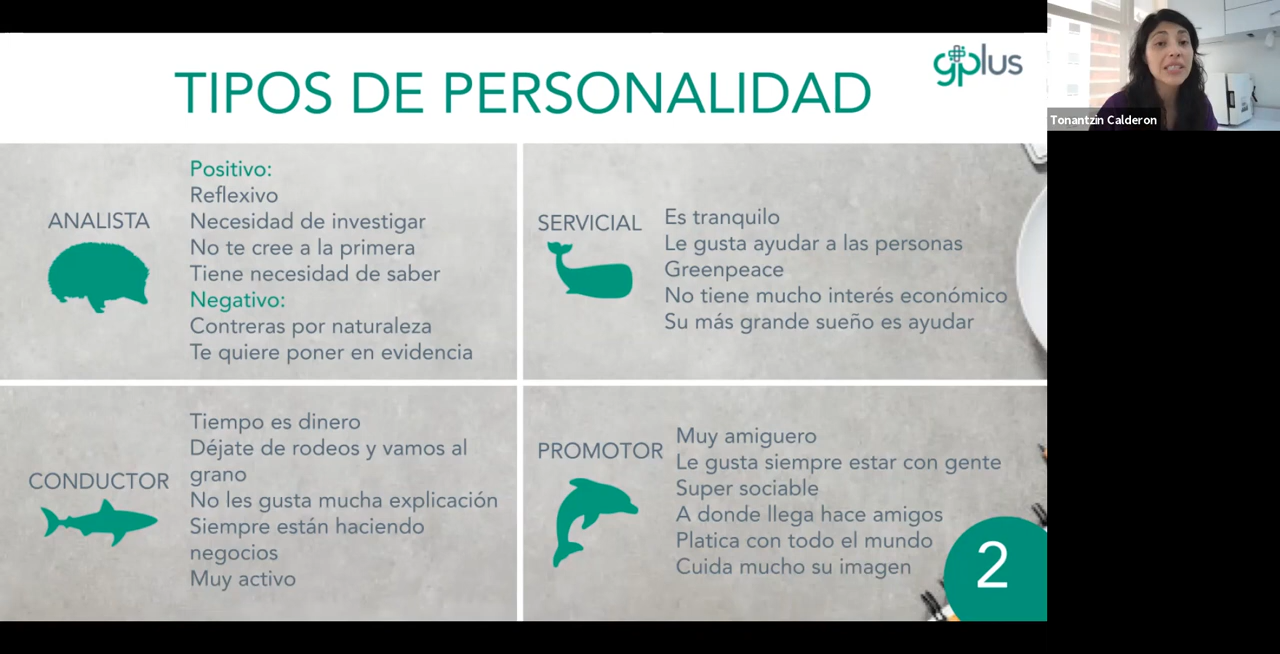 TIPOS DE PERSONALIDAD
gplus
Tonantzin Calderon
ANALISTA
Positivo:
Reflexivo
Necesidad de investigar
No te cree a la primera
Tiene necesidad de saber
Negativo:
Contreras por naturaleza
Te quiere poner en evidencia
SERVICIAL
Es tranquilo
Le gusta ayudar a las personas
Greenpeace
No tiene mucho interés económico
Su más grande sueño es ayudar
CONDUCTOR
Tiempo es dinero
Déjate de rodeos y vamos al
grano
No les gusta mucha explicación
Siempre están haciendo
negocios
Muy activo
PROMOTOR
Muy amiguero
Le gusta siempre estar con gente
Super sociable
A donde llega hace amigos
Platica con todo el mundo
Cuida mucho su imagen
2